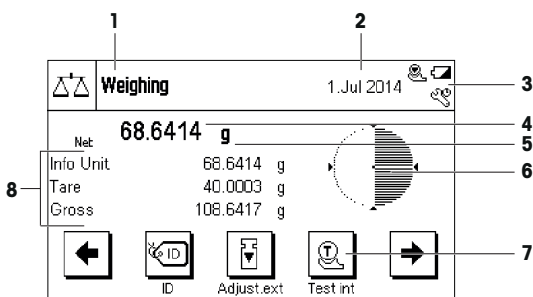 1 2
Weighing 1.Jul 2014
3
68.6414 g 4
Net 5
Info Unit 68.6414 g
6
8 Tare 40.0003 g
Gross 108.6417 g
ID T 7
ID Adjust.ext Test int